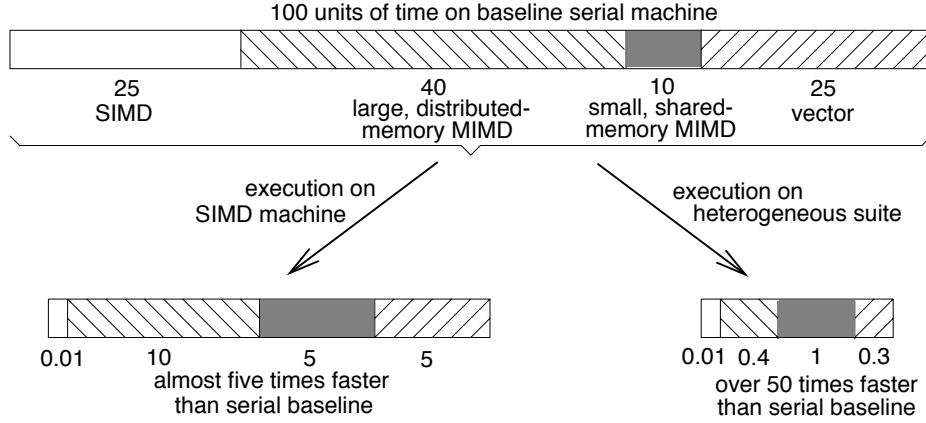 100 units of time on baseline serial machine
25
SIMD
40
large, distributed-
memory MIMD
10
small, shared-
memory MIMD
25
vector
execution on
SIMD machine
execution on
heterogeneous suite
0.01
10
5
5
almost five times faster
than serial baseline
0.01
0.4
1
0.3
over 50 times faster
than serial baseline